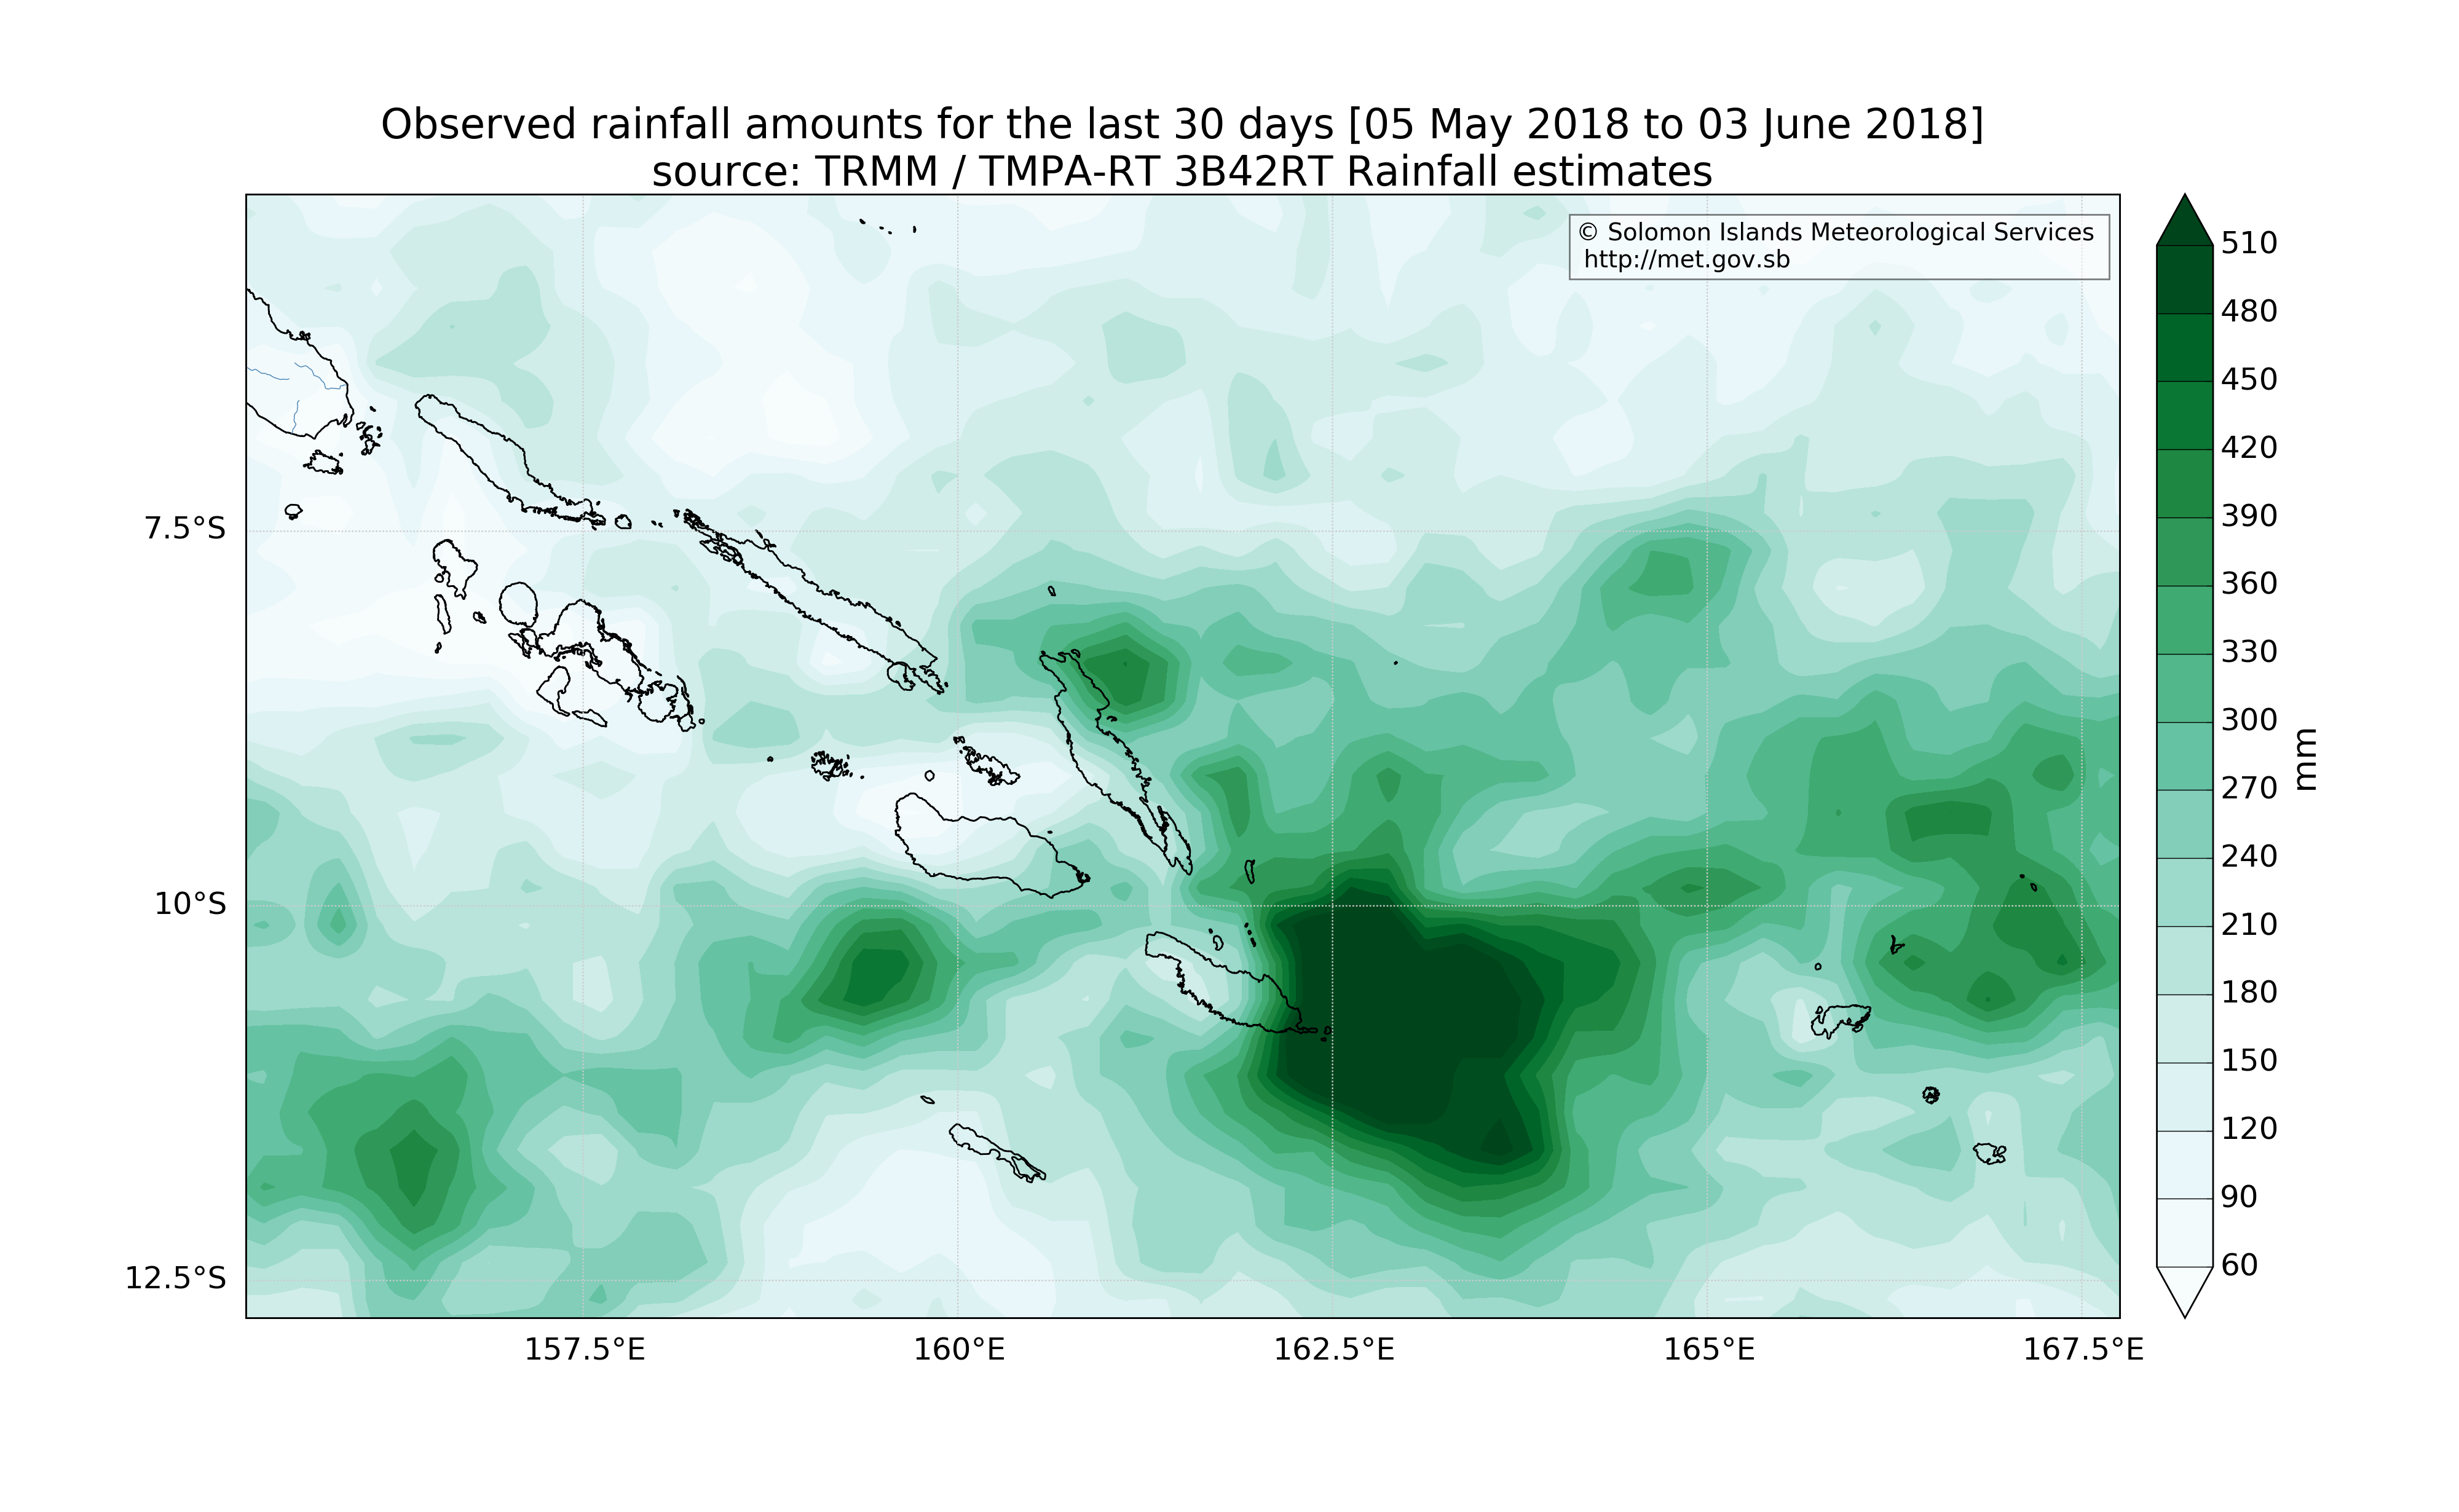 Observed rainfall amounts for the last 30 days [05 May 2018 to 03 June 2018]
source: TRMM / TMPA-RT 3B42RT Rainfall estimates
© Solomon Islands Meteorological Services
http://met.gov.sb
7.5°S
10°S
12.5°S
157.5°E
160°E
162.5°E
165°E
167.5°E
510
480
450
420
390
360
330
300
270
240
210
180
150
120
90
60
mm